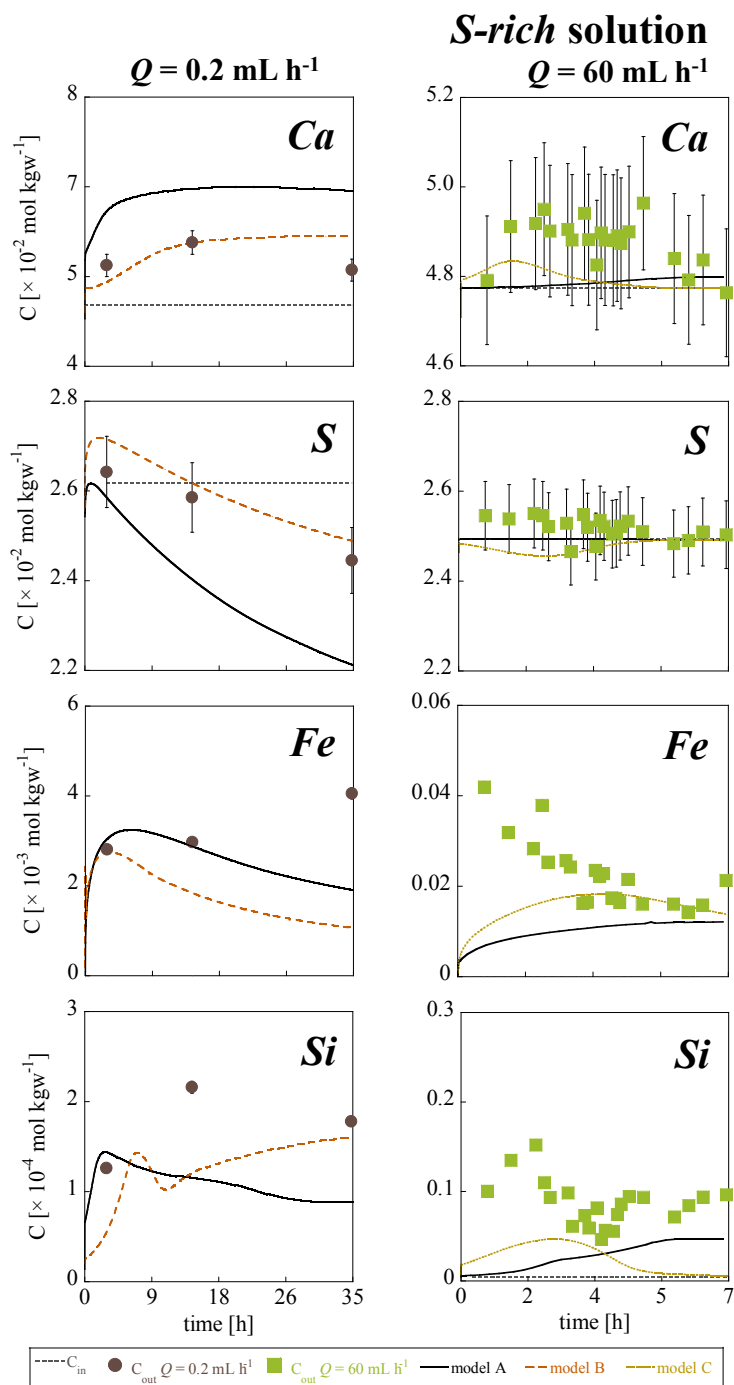 S-rich solution
Q = 0.2 mL h-1
Q = 60 mL h-1
C [× 10-2 mol kgw-1]
8
7
5
4
Ca
5.2
5.0
4.8
4.6
Ca
C [× 10-2 mol kgw-1]
2.8
2.6
2.4
2.2
S
2.8
2.6
2.4
2.2
S
C [× 10-3 mol kgw-1]
6
4
2
0
Fe
0.06
0.04
0.02
0
Fe
C [× 10-4 mol kgw-1]
3
2
1
0
Si
0.3
0.2
0.1
0
Si
0 9 18 26 35
time [h]
0 2 4 5 7
time [h]
Cin Cout Q = 0.2 mL h-1 Cout Q = 60 mL h-1 model A model B model C